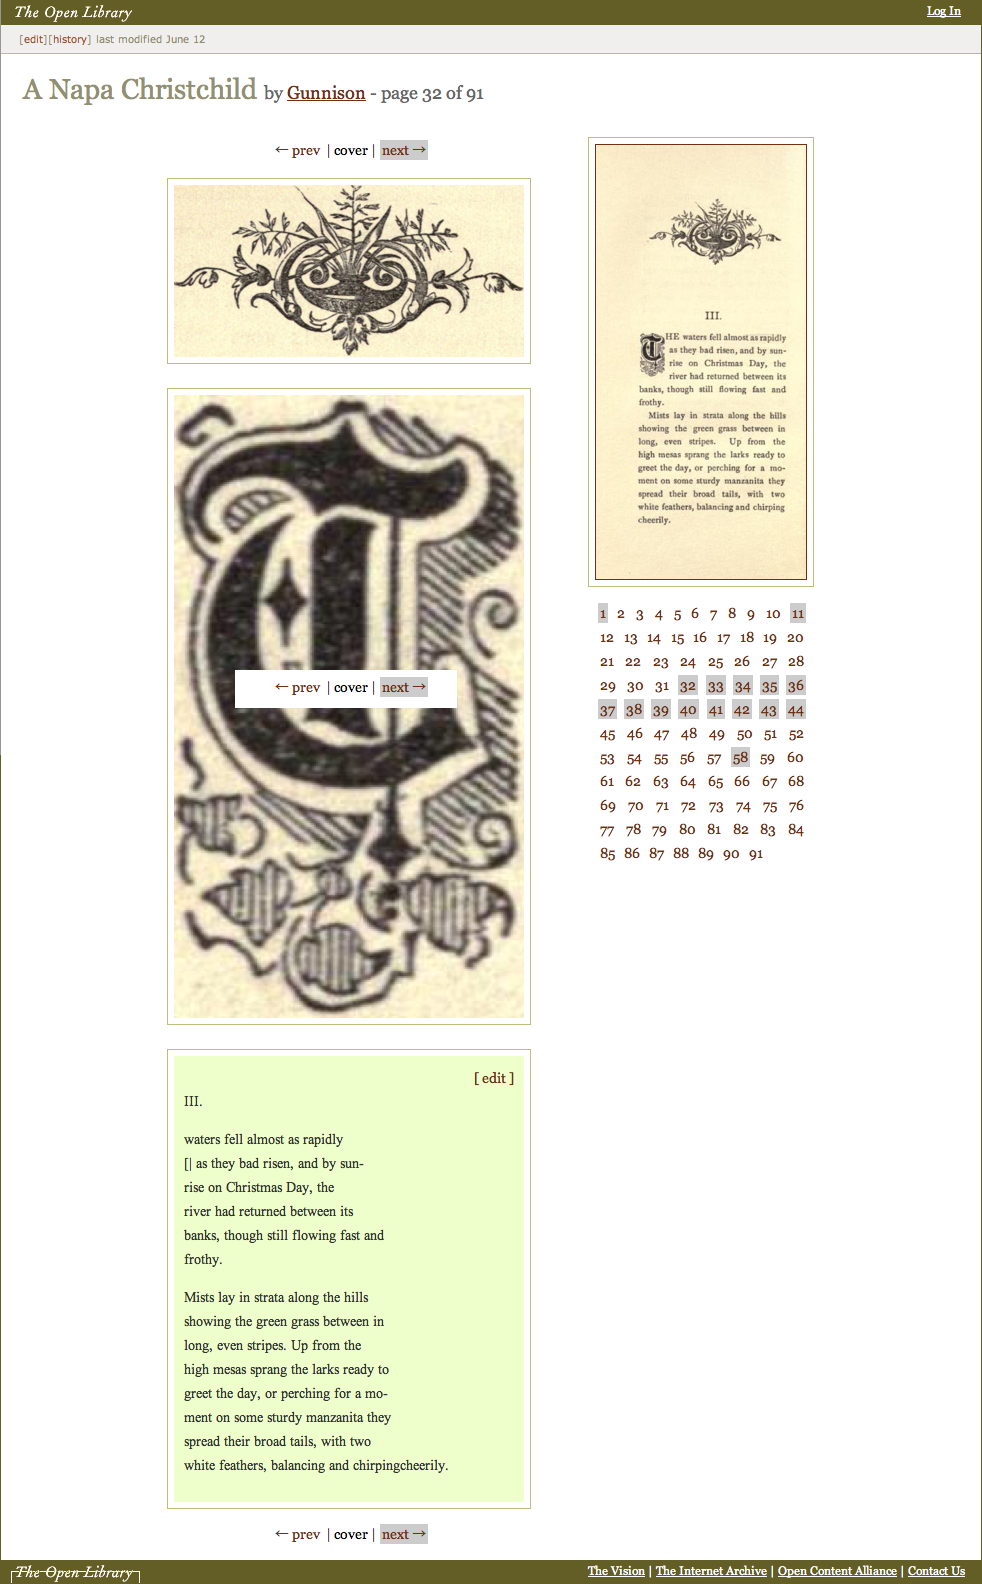 The Open Library
Log In
[edit][history] last modified June 12
A Napa Christchild by Gunnison - page 32 of 91
← prev | cover | next →
← prev | cover | next →
[ edit ]
III.
waters fell almost as rapidly
[| as they bad risen, and by sun-
rise on Christmas Day, the
river had returned between its
banks, though still flowing fast and
frothy.
Mists lay in strata along the hills
showing the green grass between in
long, even stripes. Up from the
high mesas sprang the larks ready to
greet the day, or perching for a mo-
ment on some sturdy manzanita they
spread their broad tails, with two
white feathers, balancing and chirpingcheerily.
← prev | cover | next →
III.
THE waters fell almost as rapidly
as they bad risen, and by sun-
rise on Christmas Day, the
river had returned between its
banks, though still flowing fast and
frothy.
Mists lay in strata along the hills
showing the green grass between in
long, even stripes. Up from the
high mesas sprang the larks ready to
greet the day, or perching for a mo-
ment on some sturdy manzanita they
spread their broad tails, with two
white feathers, balancing and chirping
cheerily.
1 2 3 4 5 6 7 8 9 10 11
12 13 14 15 16 17 18 19 20
21 22 23 24 25 26 27 28
29 30 31 32 33 34 35 36
37 38 39 40 41 42 43 44
45 46 47 48 49 50 51 52
53 54 55 56 57 58 59 60
61 62 63 64 65 66 67 68
69 70 71 72 73 74 75 76
77 78 79 80 81 82 83 84
85 86 87 88 89 90 91
The Open Library
The Vision | The Internet Archive | Open Content Alliance | Contact Us